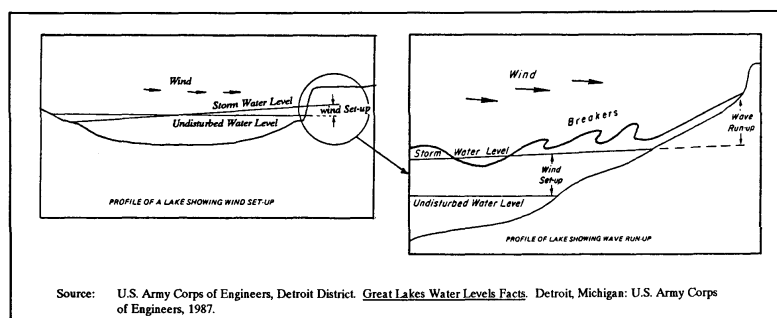 Wind
Storm Water Level
Wind Set-up
Undisturbed Water Level
PROFILE OF A LAKE SHOWING WIND SET-UP
Wind
Breakers
Wave
Run-up
Storm Water Level
Wind
Set-up
Undisturbed Water Level
PROFILE OF LAKE SHOWING WAVE RUN-UP
Source: U.S. Army Corps of Engineers, Detroit District. Great Lakes Water Levels Facts. Detroit, Michigan: U.S. Army Corps
of Engineers, 1987.